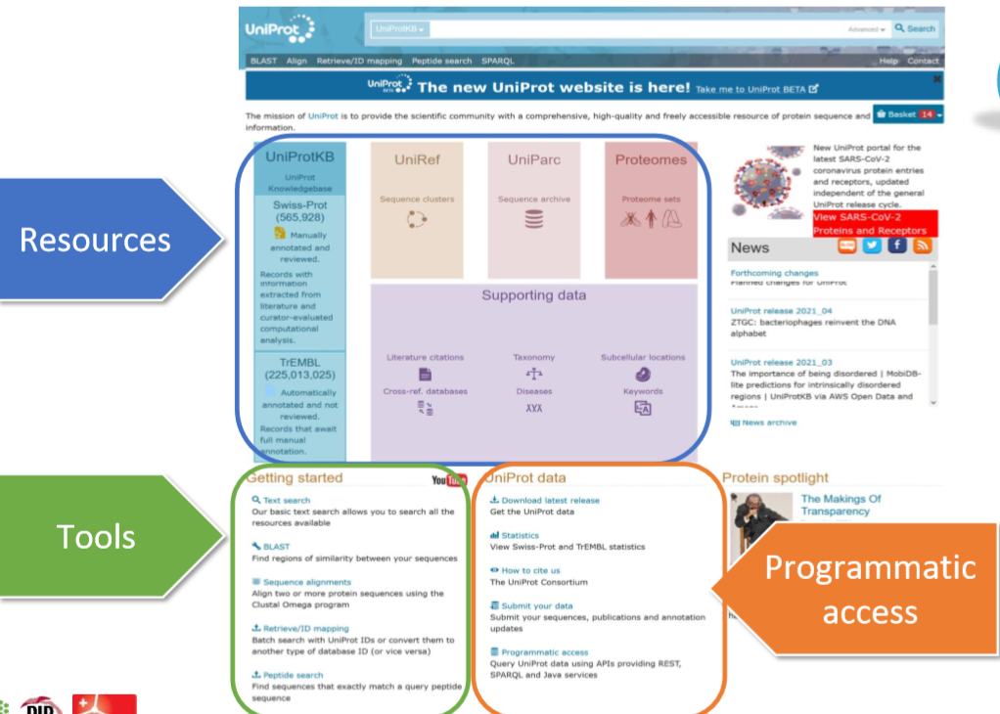 UniProt
UniProtKB
Advanced
Search
BLAST Align Retrieve/ID mapping Peptide search SPARQL
Help Contact
UniProt BETA The new UniProt website is here! Take me to UniProt BETA
The mission of UniProt is to provide the scientific community with a comprehensive, high-quality and freely accessible resource of protein sequence and
information.
Basket 14
Resources
UniProtKB
UniProt
Knowledgebase
Swiss-Prot
(565,928)
Manually
annotated and
reviewed.
Records with
information
extracted from
literature and
curator-evaluated
computational
analysis.
TrEMBL
(225,013,025)
Automatically
annotated and not
reviewed.
Records that await
full manual
annotation.
UniRef
Sequence clusters
UniParc
Sequence archive
Proteomes
Proteome sets
Supporting data
Literature citations
Taxonomy
Subcellular locations
Cross-ref. databases
Diseases
Keywords
New UniProt portal for the
latest SARS-CoV-2
coronavirus protein entries
and receptors, updated
independent of the general
UniProt release cycle.
View SARS-CoV-2
Proteins and Receptors
News
Forthcoming changes
Planned changes for UniProt
UniProt release 2021_04
ZTGC: bacteriophages reinvent the DNA
alphabet
UniProt release 2021_03
The importance of being disordered | MobiDB-
lite predictions for intrinsically disordered
regions | UniProtKB via AWS Open Data and
News archive
Tools
Getting started
YouTube
Text search
Our basic text search allows you to search all the
resources available
BLAST
Find regions of similarity between your sequences
Sequence alignments
Align two or more protein sequences using the
Clustal Omega program
Retrieve/ID mapping
Batch search with UniProt IDs or convert them to
another type of database ID (or vice versa)
Peptide search
Find sequences that exactly match a query peptide
sequence
UniProt data
Download latest release
Get the UniProt data
Statistics
View Swiss-Prot and TrEMBL statistics
How to cite us
The UniProt Consortium
Submit your data
Submit your sequences, publications and annotation
updates
Programmatic access
Query UniProt data using APIs providing REST,
SPARQL and Java services
Protein spotlight
The Makings Of
Transparency
Programmatic
access